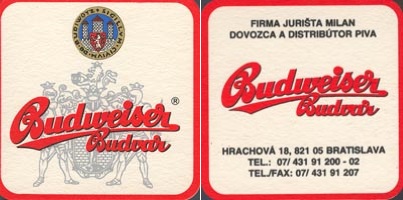 Budweiser
Budvar
®
FIRMA JURIŠTA MILAN
DOVOZCA A DISTRIBÚTOR PIVA
Budweiser
Budvar
HRACHOVÁ 18, 821 05 BRATISLAVA
TEL.: 07/ 431 91 200 - 02
TEL./FAX: 07/ 431 91 207